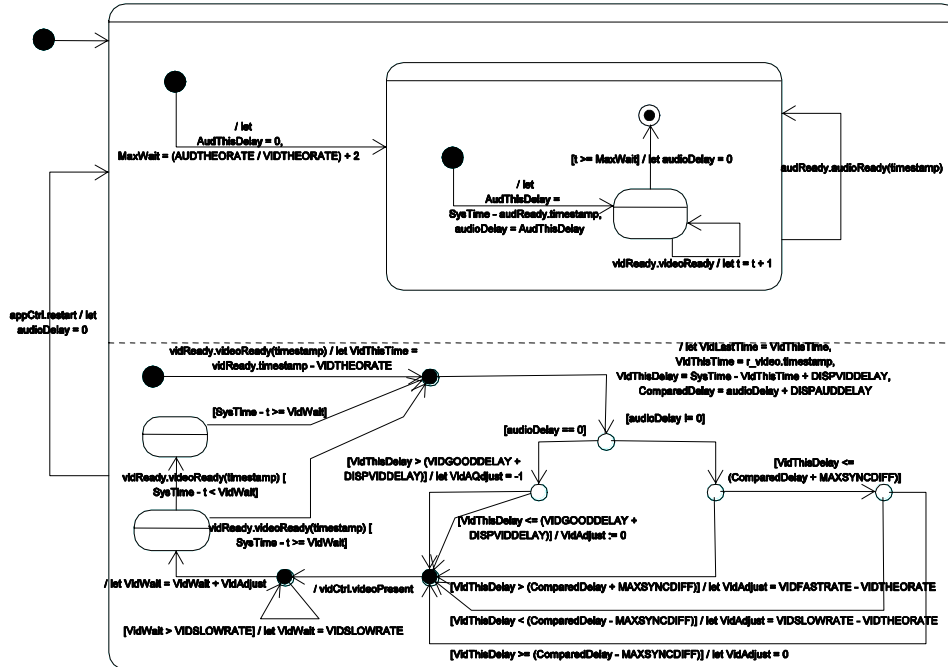 / let
AudThisDelay = 0,
MaxWait = (AUDTHEORATE / VIDTHEORATE) + 2
[t >= MaxWait] / let audioDelay = 0
audReady.audioReady(timestamp)
/ let
AudThisDelay =
SysTime - audReady.timestamp,
audioDelay = AudThisDelay
vidReady.videoReady / let t = t + 1
appCtrl.restart / let
audioDelay = 0
vidReady.videoReady(timestamp) / let VidThisTime =
vidReady.timestamp - VIDTHEORATE
/ let VidLastTime = VidThisTime,
VidThisTime = r_video.timestamp,
VidThisDelay = SysTime - VidThisTime + DISPVIDDELAY,
ComparedDelay = audioDelay + DISPAUDDELAY
[SysTime - t >= VidWait]
[audioDelay == 0]
[audioDelay != 0]
[VidThisDelay > (VIDGOODDELAY +
DISPVIDDELAY)] / let VidAQdjust = -1
[VidThisDelay <=
(ComparedDelay + MAXSYNCDIFF)]
vidReady.videoReady(timestamp) [
SysTime - t < VidWait]
vidReady.videoReady(timestamp) [
SysTime - t >= VidWait]
[VidThisDelay <= (VIDGOODDELAY +
DISPVIDDELAY)] / VidAdjust := 0
/ let VidWait = VidWait + VidAdjust
/ vidCtrl.videoPresent
[VidThisDelay > (ComparedDelay + MAXSYNCDIFF)] / let VidAdjust = VIDFASTRATE - VIDTHEORATE
[VidThisDelay < (ComparedDelay - MAXSYNCDIFF)] / let VidAdjust = VIDSLOWRATE - VIDTHEORATE
[VidWait > VIDSLOWRATE] / let VidWait = VIDSLOWRATE
[VidThisDelay >= (ComparedDelay - MAXSYNCDIFF)] / let VidAdjust = 0